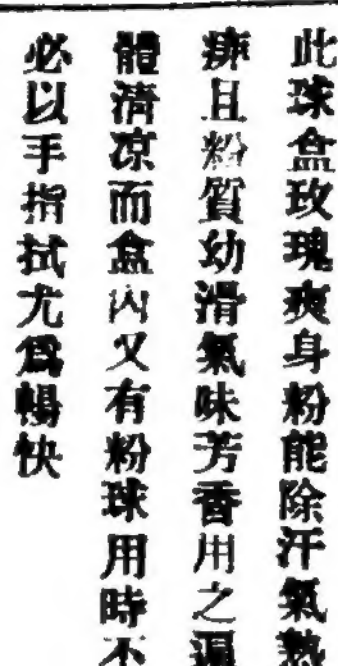 此球盒玫瑰爽身粉能除汗氣熱
痱且粉質幼滑氣味芳香用之遍
體清凉而盒內又有粉球用時不
必以手指拭尤爲暢快